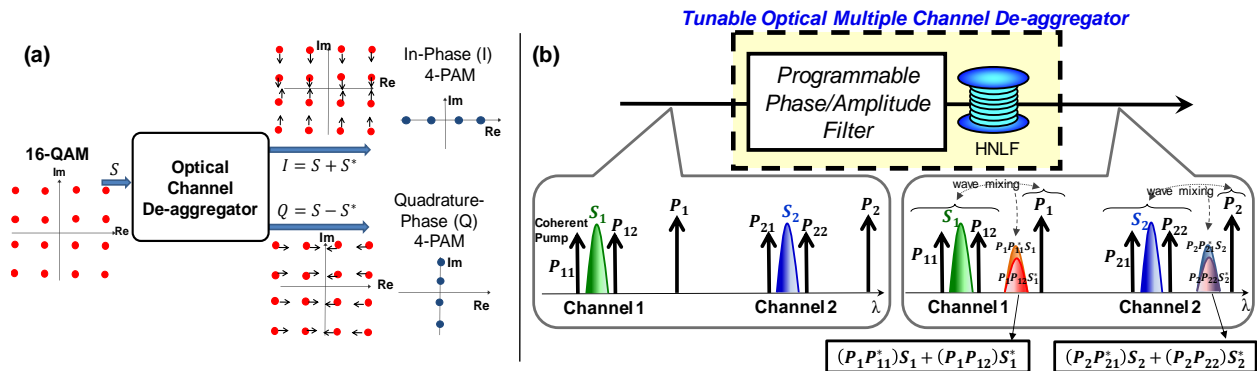 (a)
Im
Re
In-Phase (I)
4-PAM
Im
Re
16-QAM
Im
Re
S
Optical
Channel
De-aggregator
I = S + S*
Q = S − S*
Im
Re
Quadrature-
Phase (Q)
4-PAM
Im
Re
Tunable Optical Multiple Channel De-aggregator
(b)
Programmable
Phase/Amplitude
Filter
HNLF
Coherent
Pump
P₁₁
S₁
P₁₂
P₁
P₂₁
S₂
P₂₂
P₂
Channel 1
Channel 2
λ
wave mixing
P₁₁
S₁
P₁₂
P₁
P₁P₁₁*S₁
P₁P₁₂S₁*
wave mixing
P₂₁
S₂
P₂₂
P₂
P₂P₂₁*S₂
P₂P₂₂S₂*
Channel 1
Channel 2
λ
(P₁P₁₁*)S₁ + (P₁P₁₂)S₁*
(P₂P₂₁*)S₂ + (P₂P₂₂)S₂*